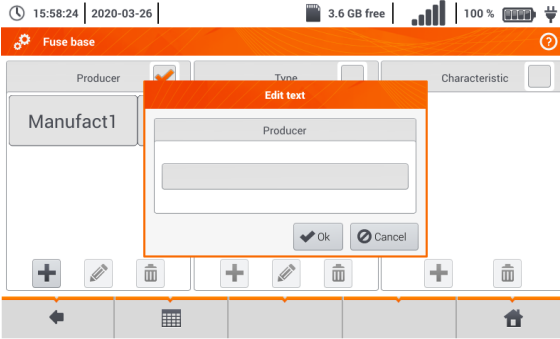 15:58:24 2020-03-26 3.6 GB free 100 %
Fuse base ?
Producer Type Characteristic
Edit text
Manufact1
Producer
Ok Cancel